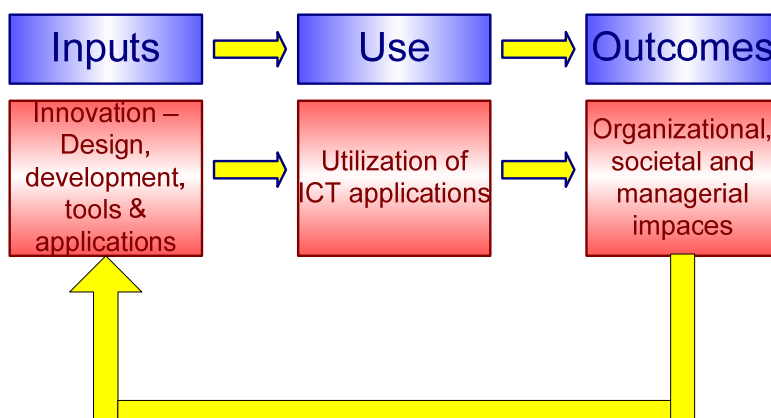 Inputs
Use
Outcomes
Innovation –
Design,
development,
tools &
applications
Utilization of
ICT applications
Organizational,
societal and
managerial
impaces